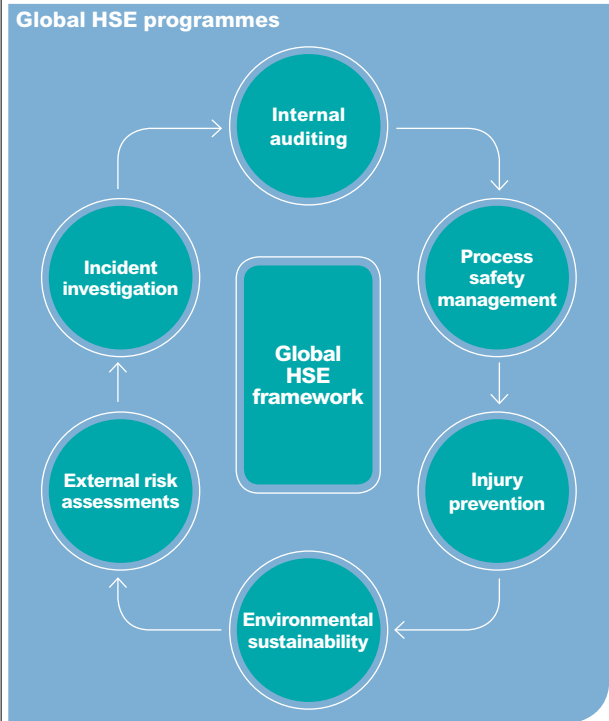 Global HSE programmes
Internal
auditing
Process
safety
management
Injury
prevention
Environmental
sustainability
External risk
assessments
Incident
investigation
Global
HSE
framework